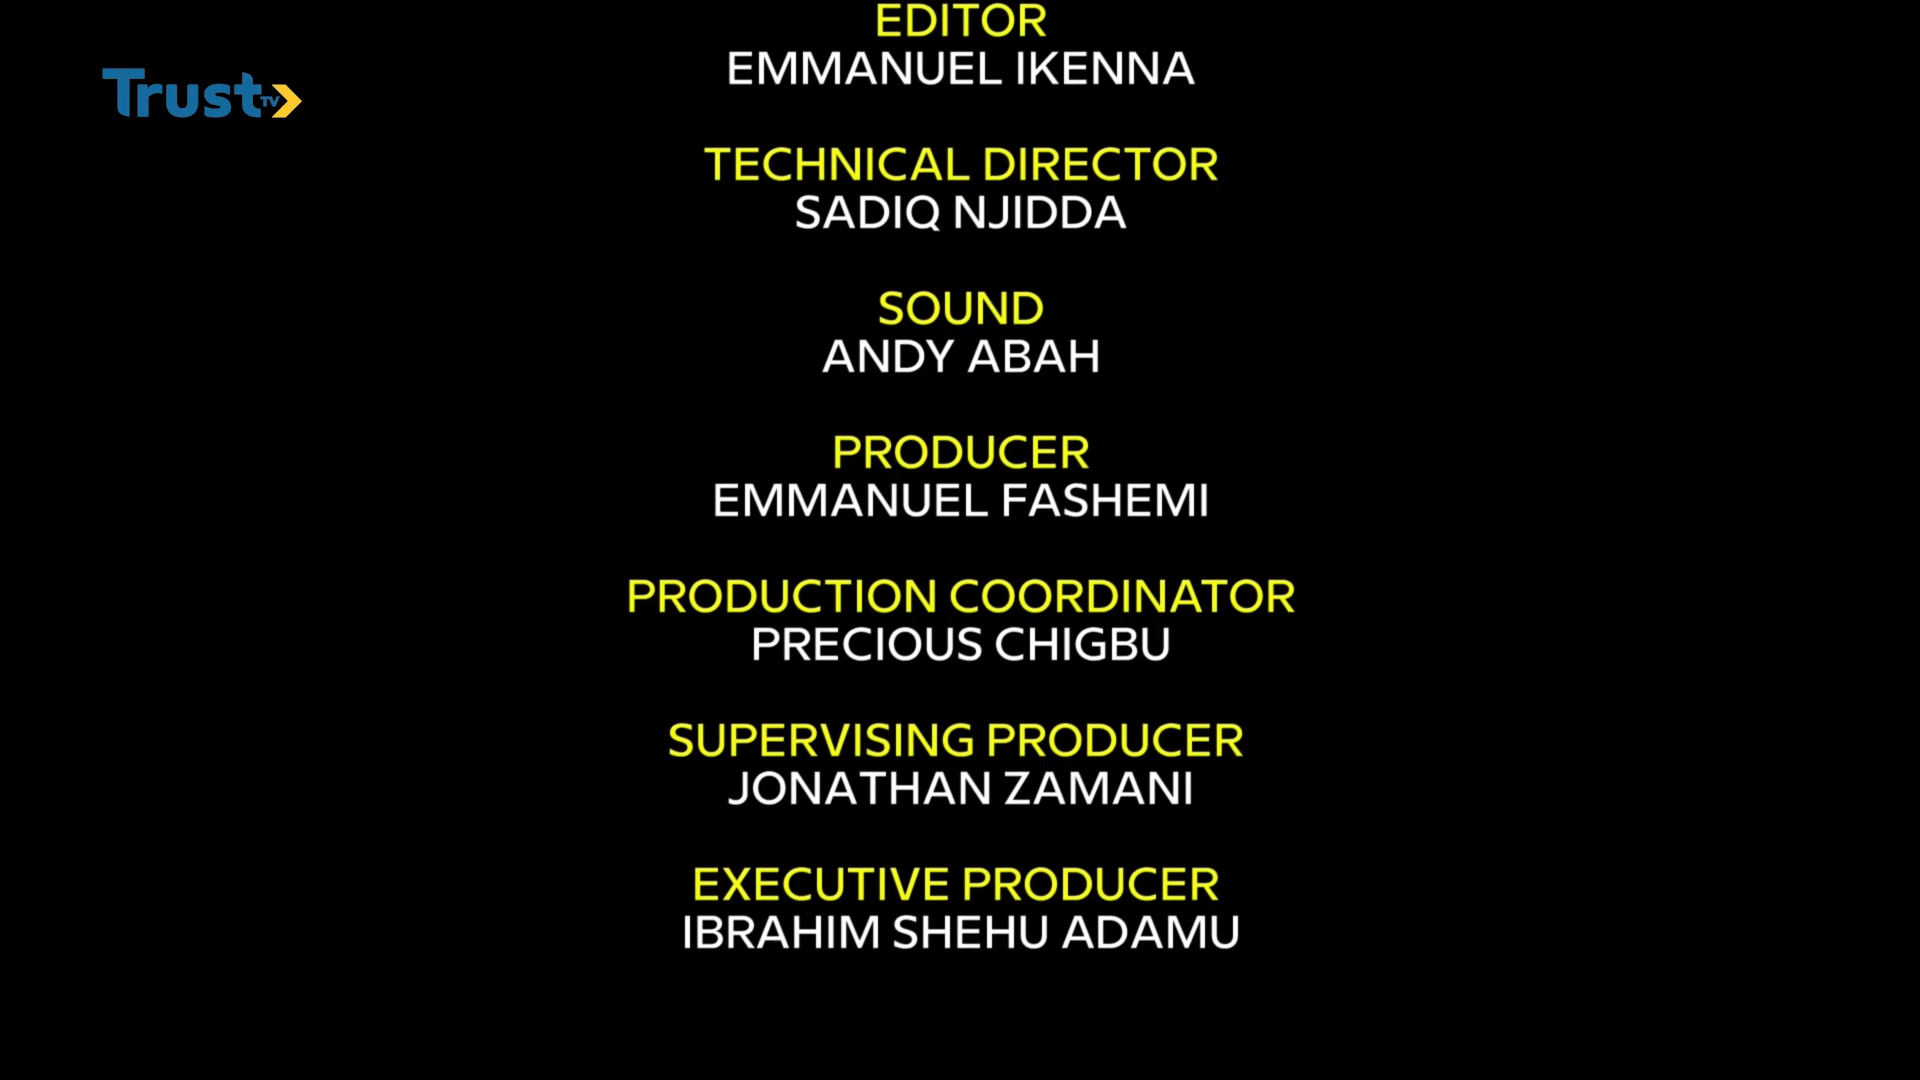 EDITOR
EMMANUEL IKENNA
Trust TV
TECHNICAL DIRECTOR
SADIQ NJIDDA
SOUND
ANDY ABAH
PRODUCER
EMMANUEL FASHEMI
PRODUCTION COORDINATOR
PRECIOUS CHIGBU
SUPERVISING PRODUCER
JONATHAN ZAMANI
EXECUTIVE PRODUCER
IBRAHIM SHEHU ADAMU